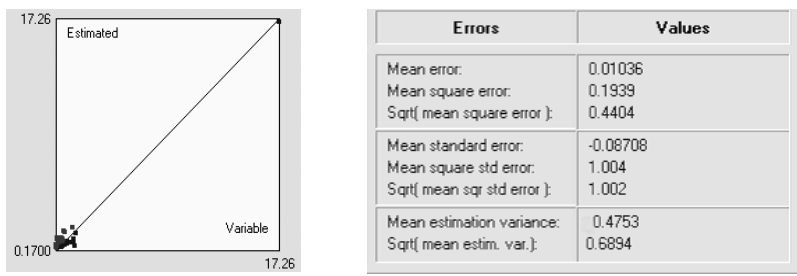 17.26
Estimated
Variable
0.1700
17.26
Errors Values
Mean error: 0.01036
Mean square error: 0.1939
Sqrt( mean square error ): 0.4404
Mean standard error: -0.08708
Mean square std error: 1.004
Sqrt( mean sqr std error ): 1.002
Mean estimation variance: 0.4753
Sqrt( mean estim. var.): 0.6894